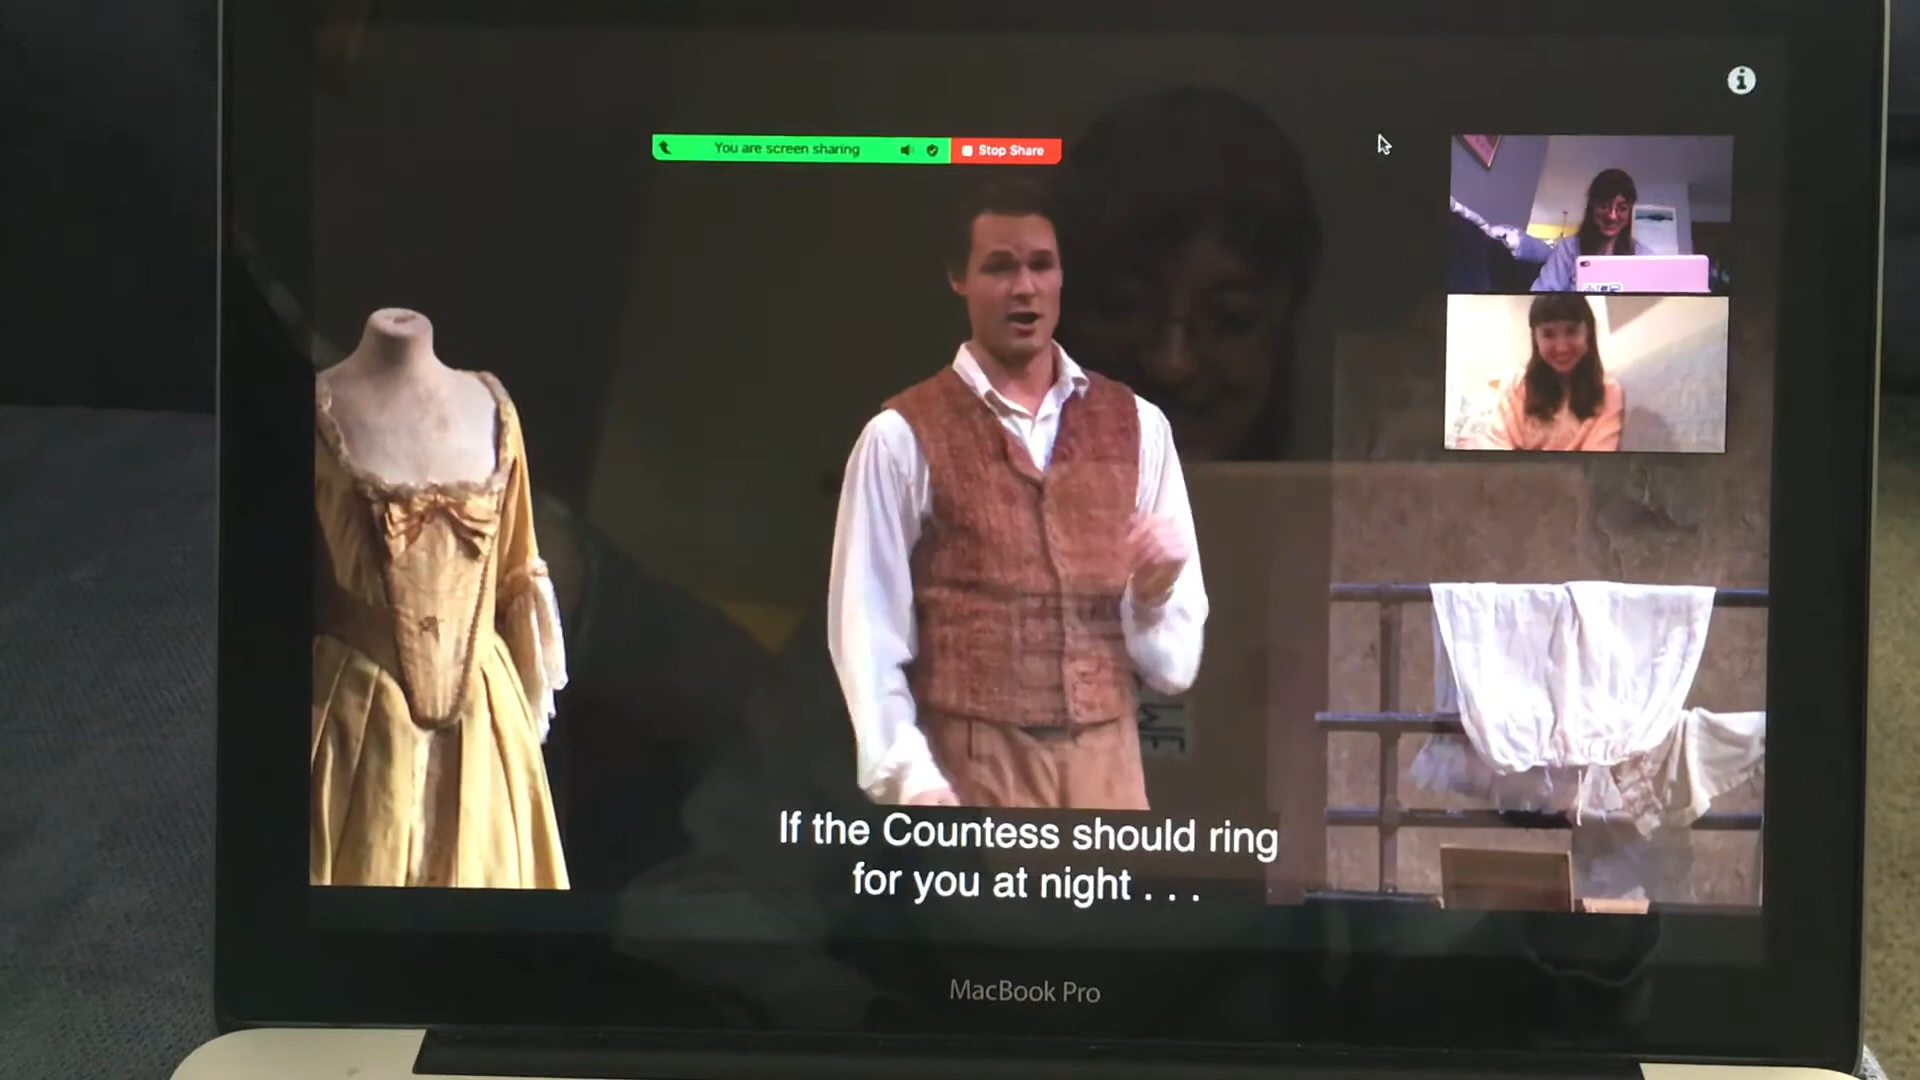 You are screen sharing
Stop Share
If the Countess should ring
for you at night . . .
MacBook Pro